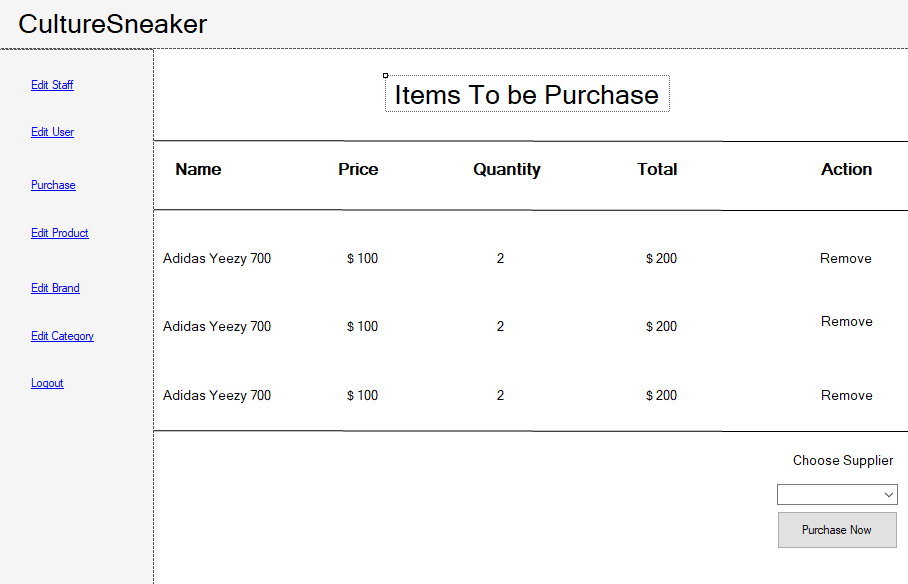 CultureSneaker
Edit Staff
Edit User
Purchase
Edit Product
Edit Brand
Edit Category
Logout
Items To be Purchase
Name Price Quantity Total Action
Adidas Yeezy 700 $ 100 2 $ 200 Remove
Adidas Yeezy 700 $ 100 2 $ 200 Remove
Adidas Yeezy 700 $ 100 2 $ 200 Remove
Choose Supplier
Purchase Now